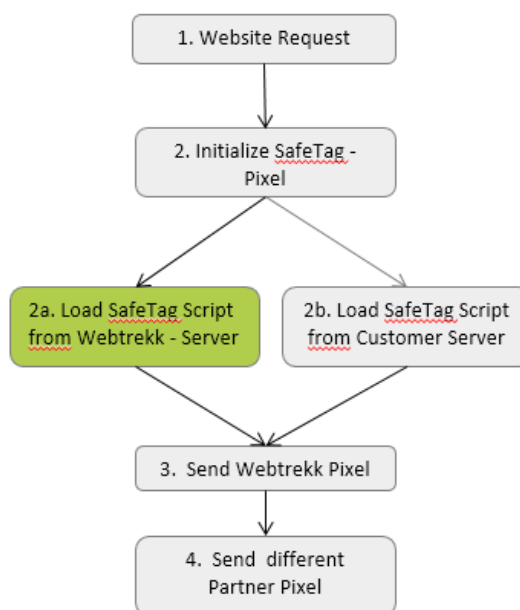 1. Website Request
2. Initialize SafeTag -
Pixel
2a. Load SafeTag Script
from Webtrekk - Server
2b. Load SafeTag Script
from Customer Server
3.  Send Webtrekk Pixel
4.  Send  different
Partner Pixel